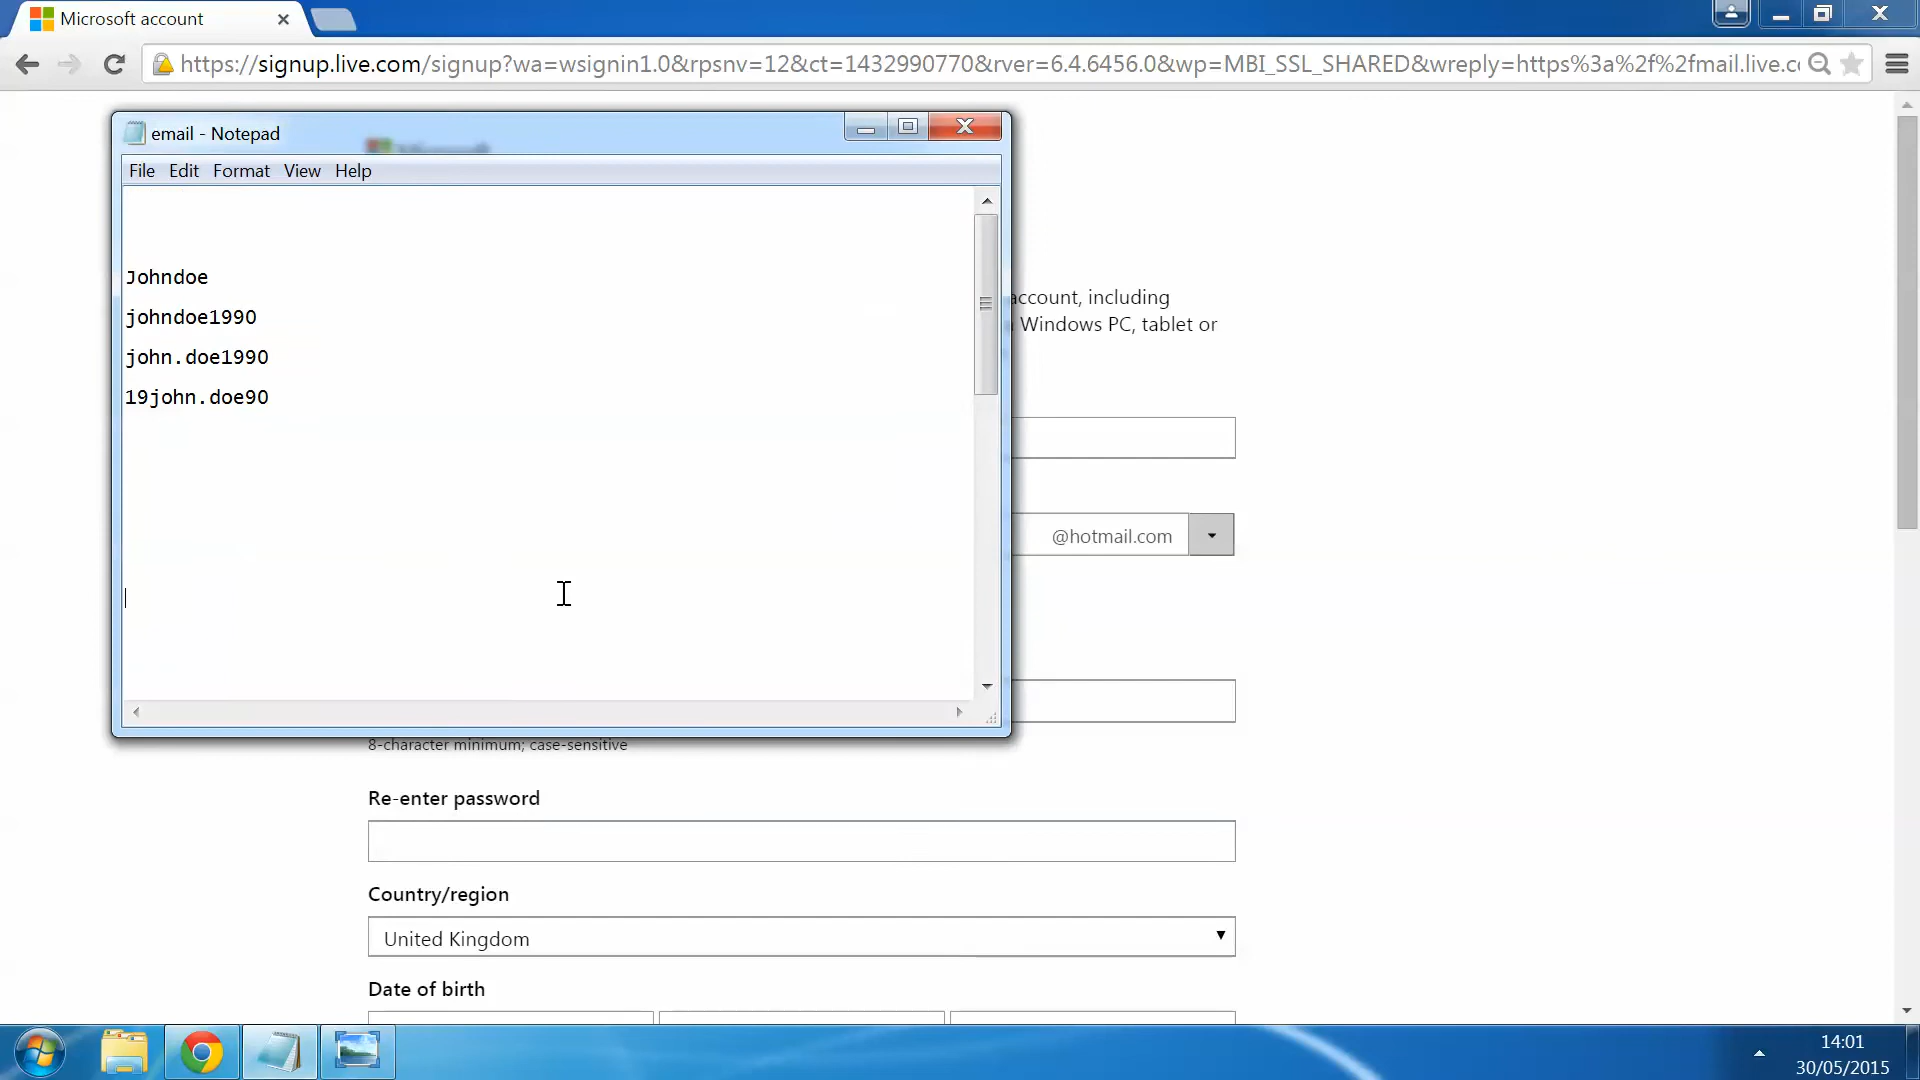 Microsoft account
https://signup.live.com/signup?wa=wsignin1.0&rpsnv=12&ct=1432990770&rver=6.4.6456.0&wp=MBI_SSL_SHARED&wreply=https%3a%2f%2fmail.live.co
email - Notepad
Microsoft
File Edit Format View Help
Johndoe
johndoe1990
john.doe1990
19john.doe90
account, including
Windows PC, tablet or
@hotmail.com
8-character minimum; case-sensitive
Re-enter password
Country/region
United Kingdom
Date of birth
14:01
30/05/2015